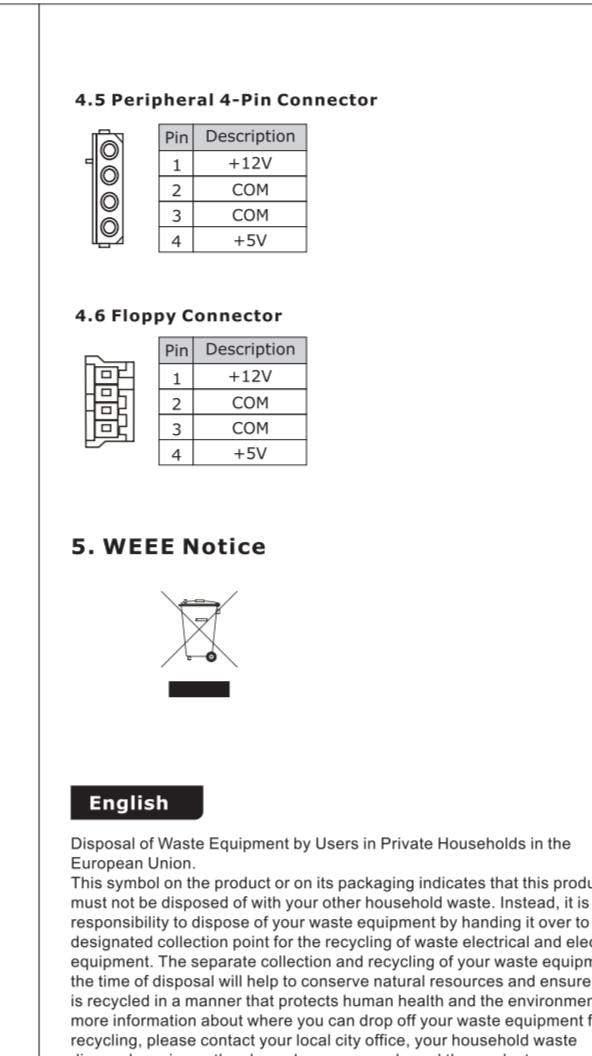 4.5 Peripheral 4-Pin Connector
Pin Description
1 +12V
2 COM
3 COM
4 +5V
4.6 Floppy Connector
Pin Description
1 +12V
2 COM
3 COM
4 +5V
5. WEEE Notice
English
Disposal of Waste Equipment by Users in Private Households in the
European Union.
This symbol on the product or on its packaging indicates that this produ
must not be disposed of with your other household waste. Instead, it is
responsibility to dispose of your waste equipment by handing it over to
designated collection point for the recycling of waste electrical and elec
equipment. The separate collection and recycling of your waste equipm
the time of disposal will help to conserve natural resources and ensure
is recycled in a manner that protects human health and the environmen
more information about where you can drop off your waste equipment f
recycling, please contact your local city office, your household waste